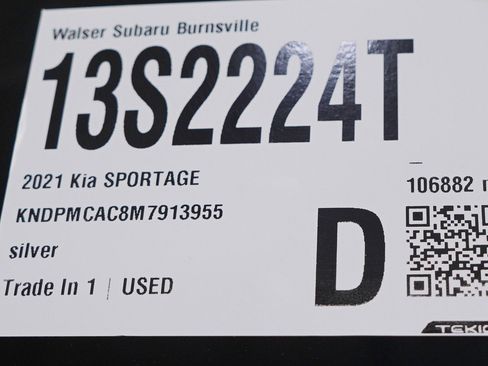 Walser Subaru Burnsville
13S2224T
2021 Kia SPORTAGE
106882
KNDPMCAC8M7913955
silver
D
Trade In 1 | USED